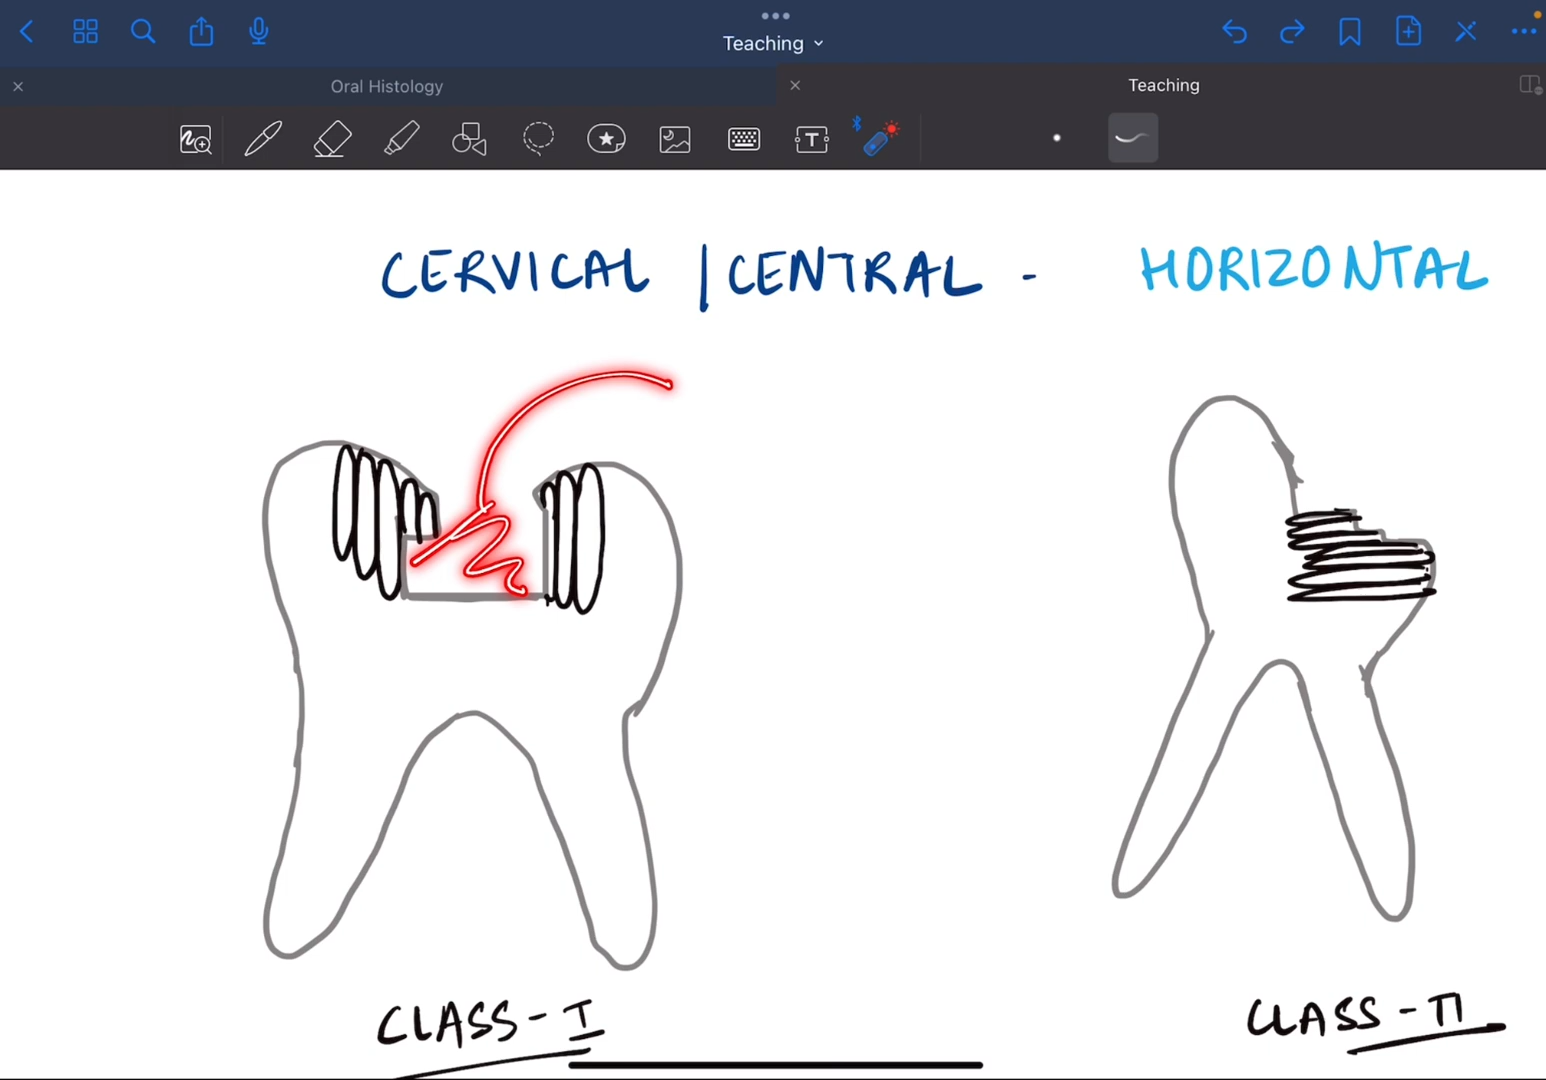 Teaching
Oral Histology
Teaching
T
CERVICAL | CENTRAL - HORIZONTAL
CLASS - I
CLASS - II